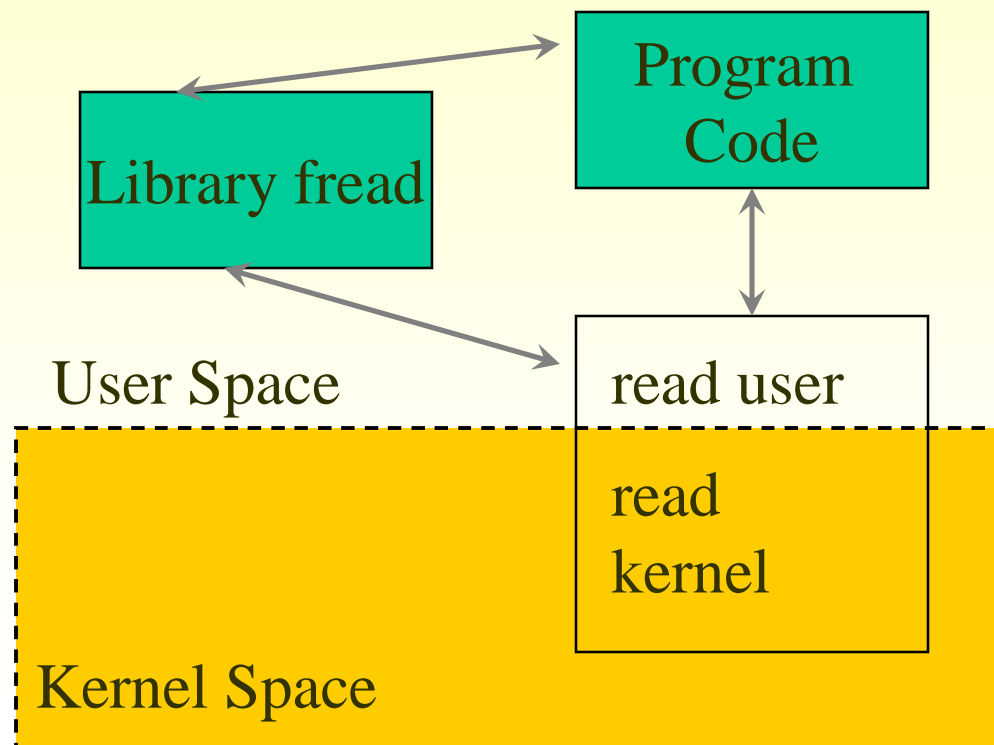 Program
Code
Library fread
User Space
read user
read
kernel
Kernel Space